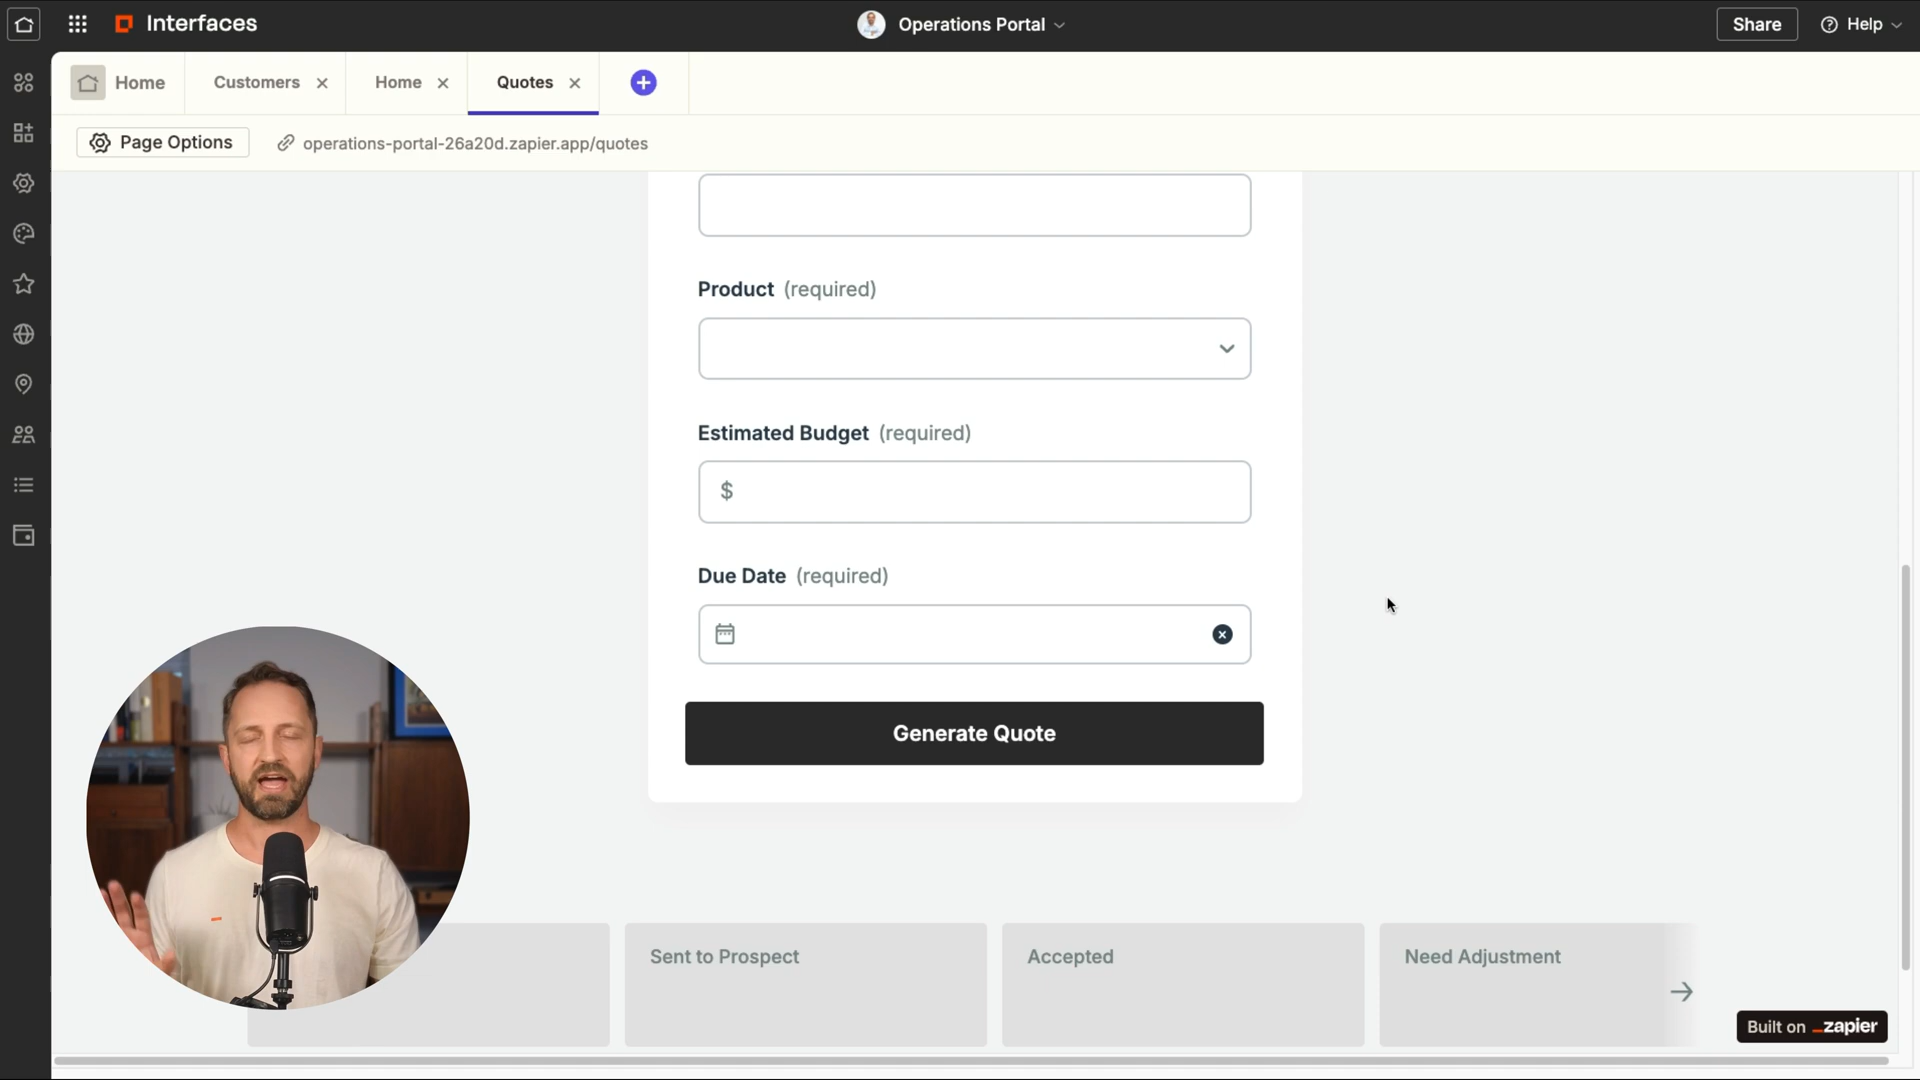 Interfaces
Operations Portal
Share
Help
Home
Customers
Home
Quotes
Page Options
operations-portal-26a20d.zapier.app/quotes
Product (required)
Estimated Budget (required)
$
Due Date (required)
Generate Quote
Sent to Prospect
Accepted
Need Adjustment
Built on _zapier